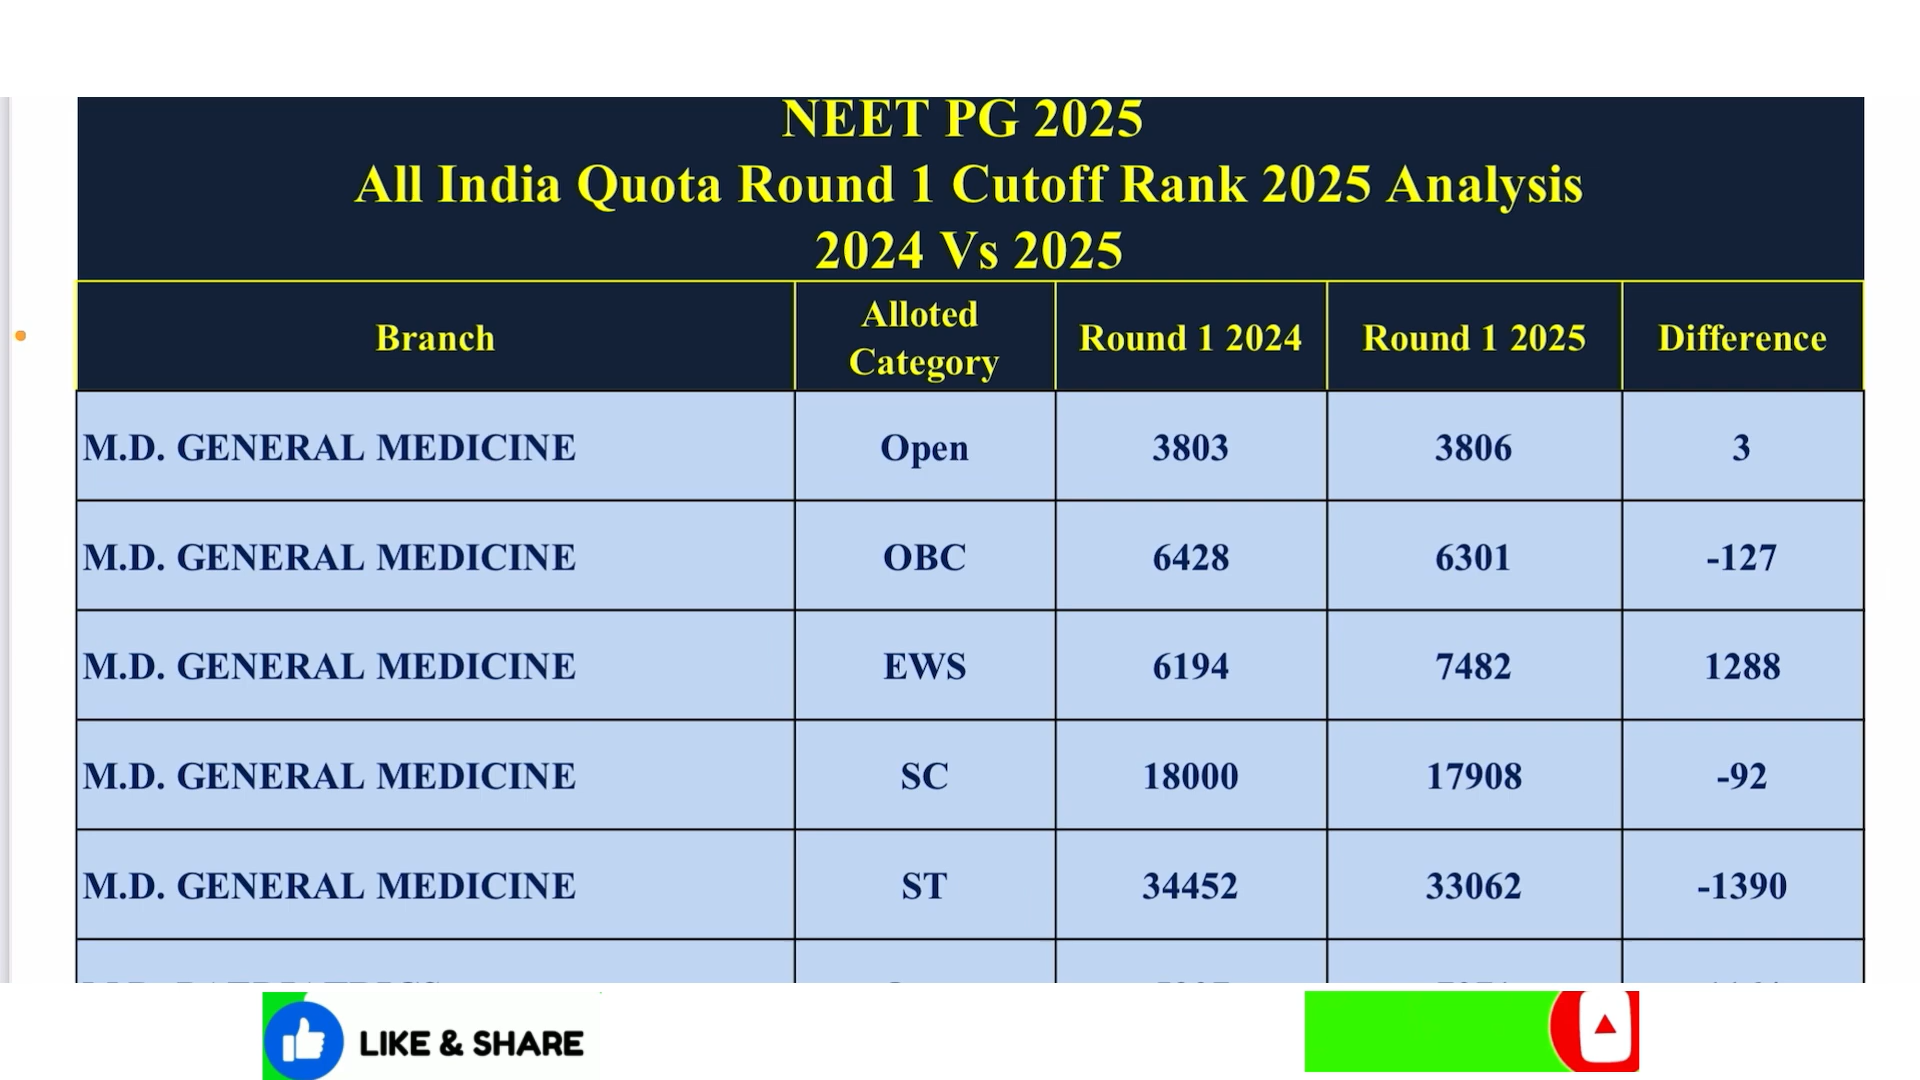 NEET PG 2025
All India Quota Round 1 Cutoff Rank 2025 Analysis
2024 Vs 2025
Branch Alloted Category Round 1 2024 Round 1 2025 Difference
M.D. GENERAL MEDICINE Open 3803 3806 3
M.D. GENERAL MEDICINE OBC 6428 6301 -127
M.D. GENERAL MEDICINE EWS 6194 7482 1288
M.D. GENERAL MEDICINE SC 18000 17908 -92
M.D. GENERAL MEDICINE ST 34452 33062 -1390
LIKE & SHARE